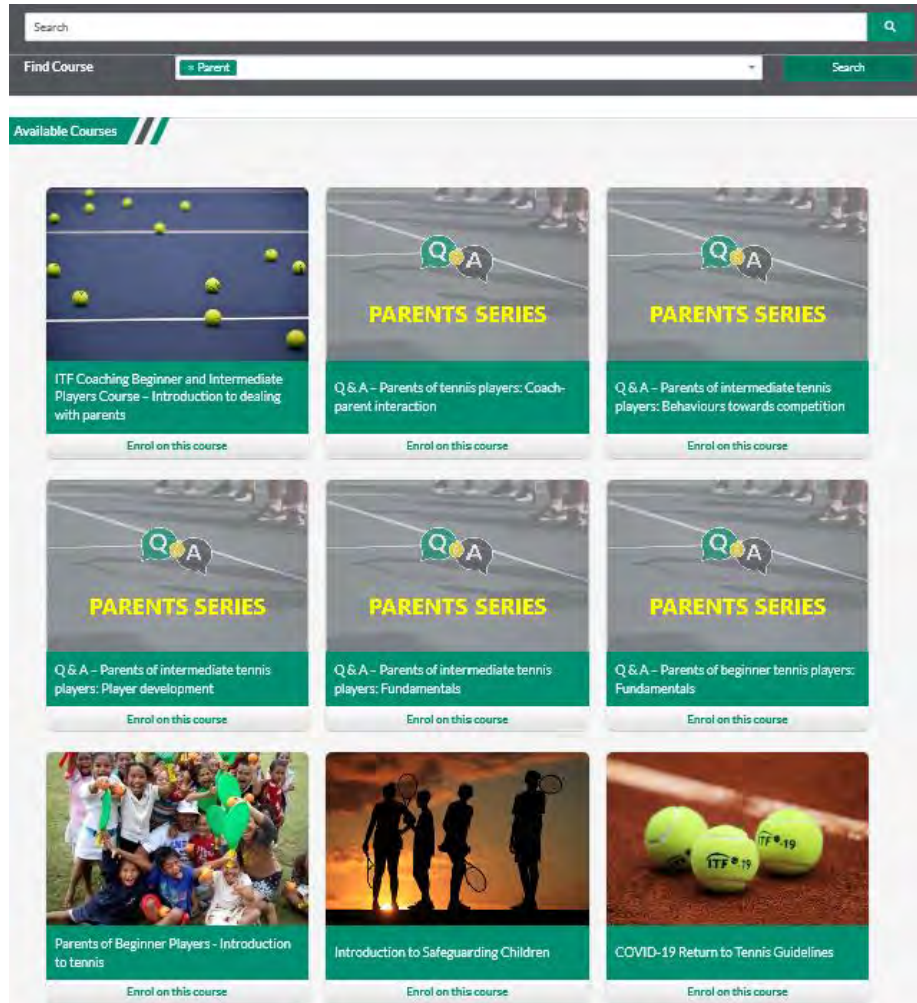 Search
Find Course × Parent Search
Available Courses
Q A
PARENTS SERIES
Q A
PARENTS SERIES
ITF Coaching Beginner and Intermediate
Players Course – Introduction to dealing
with parents
Q & A – Parents of tennis players: Coach-
parent interaction
Q & A – Parents of intermediate tennis
players: Behaviours towards competition
Enrol on this course
Enrol on this course
Enrol on this course
Q A
PARENTS SERIES
Q A
PARENTS SERIES
Q A
PARENTS SERIES
Q & A – Parents of intermediate tennis
players: Player development
Q & A – Parents of intermediate tennis
players: Fundamentals
Q & A – Parents of beginner tennis players:
Fundamentals
Enrol on this course
Enrol on this course
Enrol on this course
ITF ®-19
ITF ®-19
Parents of Beginner Players - Introduction
to tennis
Introduction to Safeguarding Children
COVID-19 Return to Tennis Guidelines
Enrol on this course
Enrol on this course
Enrol on this course